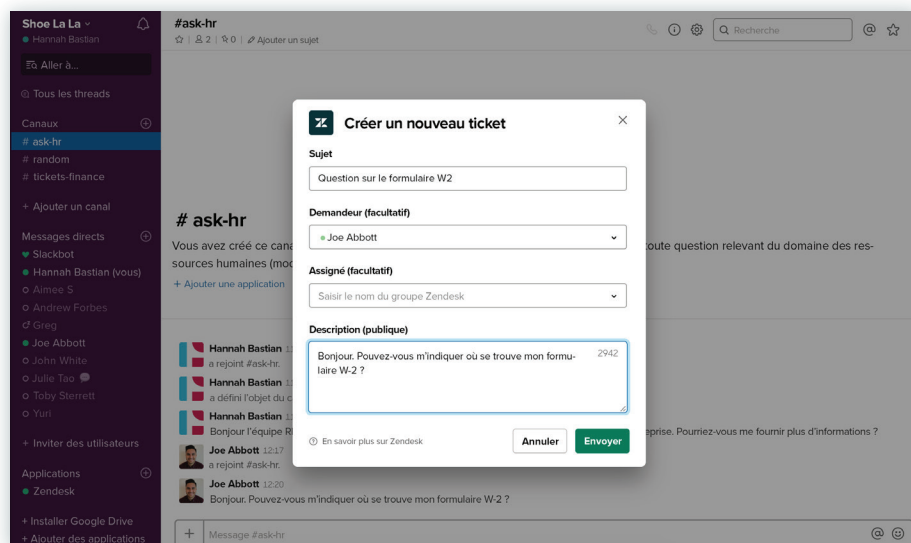 Shoe La La
Hannah Bastian
Aller à...
Tous les threads
Canaux
# ask-hr
# random
# tickets-finance
+ Ajouter un canal
Messages directs
Slackbot
Hannah Bastian (vous)
Aimee S
Andrew Forbes
Greg
Joe Abbott
John White
Julie Tao
Toby Sterrett
Yuri
+ Inviter des utilisateurs
Applications
Zendesk
+ Installer Google Drive
+ Ajouter des applications
#ask-hr
2 | 0 | Ajouter un sujet
Recherche
# ask-hr
Vous avez créé ce cana
toute question relevant du domaine des res-
sources humaines (mod
+ Ajouter une application
Hannah Bastian
a rejoint #ask-hr.
Hannah Bastian
a défini l'objet du c
Hannah Bastian
Bonjour l'équipe R
eprise. Pourriez-vous me fournir plus d'informations ?
Joe Abbott 12:17
a rejoint #ask-hr.
Joe Abbott 12:20
Bonjour. Pouvez-vous m'indiquer où se trouve mon formulaire W-2 ?
Message #ask-hr
Créer un nouveau ticket
Sujet
Question sur le formulaire W2
Demandeur (facultatif)
Joe Abbott
Assigné (facultatif)
Saisir le nom du groupe Zendesk
Description (publique)
Bonjour. Pouvez-vous m'indiquer où se trouve mon formu-
laire W-2 ?
2942
En savoir plus sur Zendesk
Annuler
Envoyer